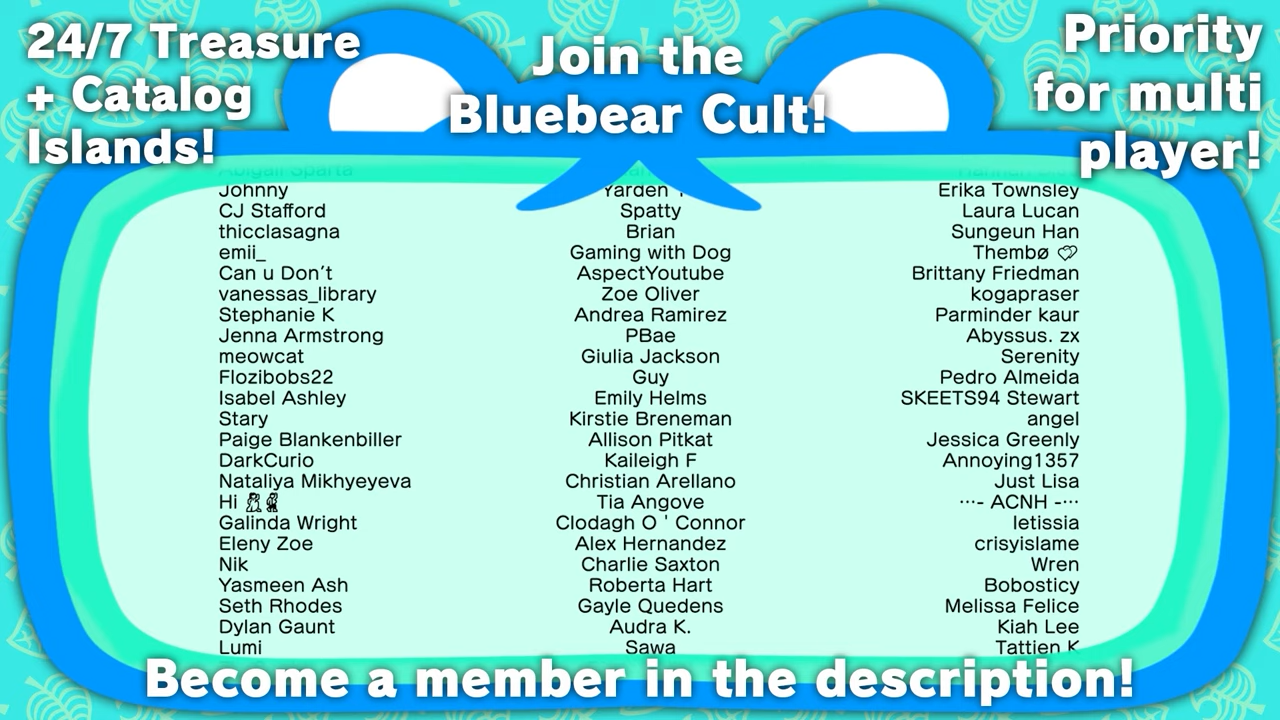 24/7 Treasure
+ Catalog
Islands!
Join the
Bluebear Cult!
Priority
for multi
player!
Abigail Sparta
Johnny
CJ Stafford
thicclasagna
emii_
Can u Don't
vanessas_library
Stephanie K
Jenna Armstrong
meowcat
Flozibobs22
Isabel Ashley
Stary
Paige Blankenbiller
DarkCurio
Nataliya Mikhyeyeva
Hi
Galinda Wright
Eleny Zoe
Nik
Yasmeen Ash
Seth Rhodes
Dylan Gaunt
Lumi
Yarden
Spatty
Brian
Gaming with Dog
AspectYoutube
Zoe Oliver
Andrea Ramirez
PBae
Giulia Jackson
Guy
Emily Helms
Kirstie Breneman
Allison Pitkat
Kaileigh F
Christian Arellano
Tia Angove
Clodagh O ' Connor
Alex Hernandez
Charlie Saxton
Roberta Hart
Gayle Quedens
Audra K.
Sawa
Erika Townsley
Laura Lucan
Sungeun Han
Thembø
Brittany Friedman
kogapraser
Parminder kaur
Abyssus. zx
Serenity
Pedro Almeida
SKEETS94 Stewart
angel
Jessica Greenly
Annoying1357
Just Lisa
···- ACNH -···
letissia
crisyislame
Wren
Bobosticy
Melissa Felice
Kiah Lee
Tattien K
Become a member in the description!